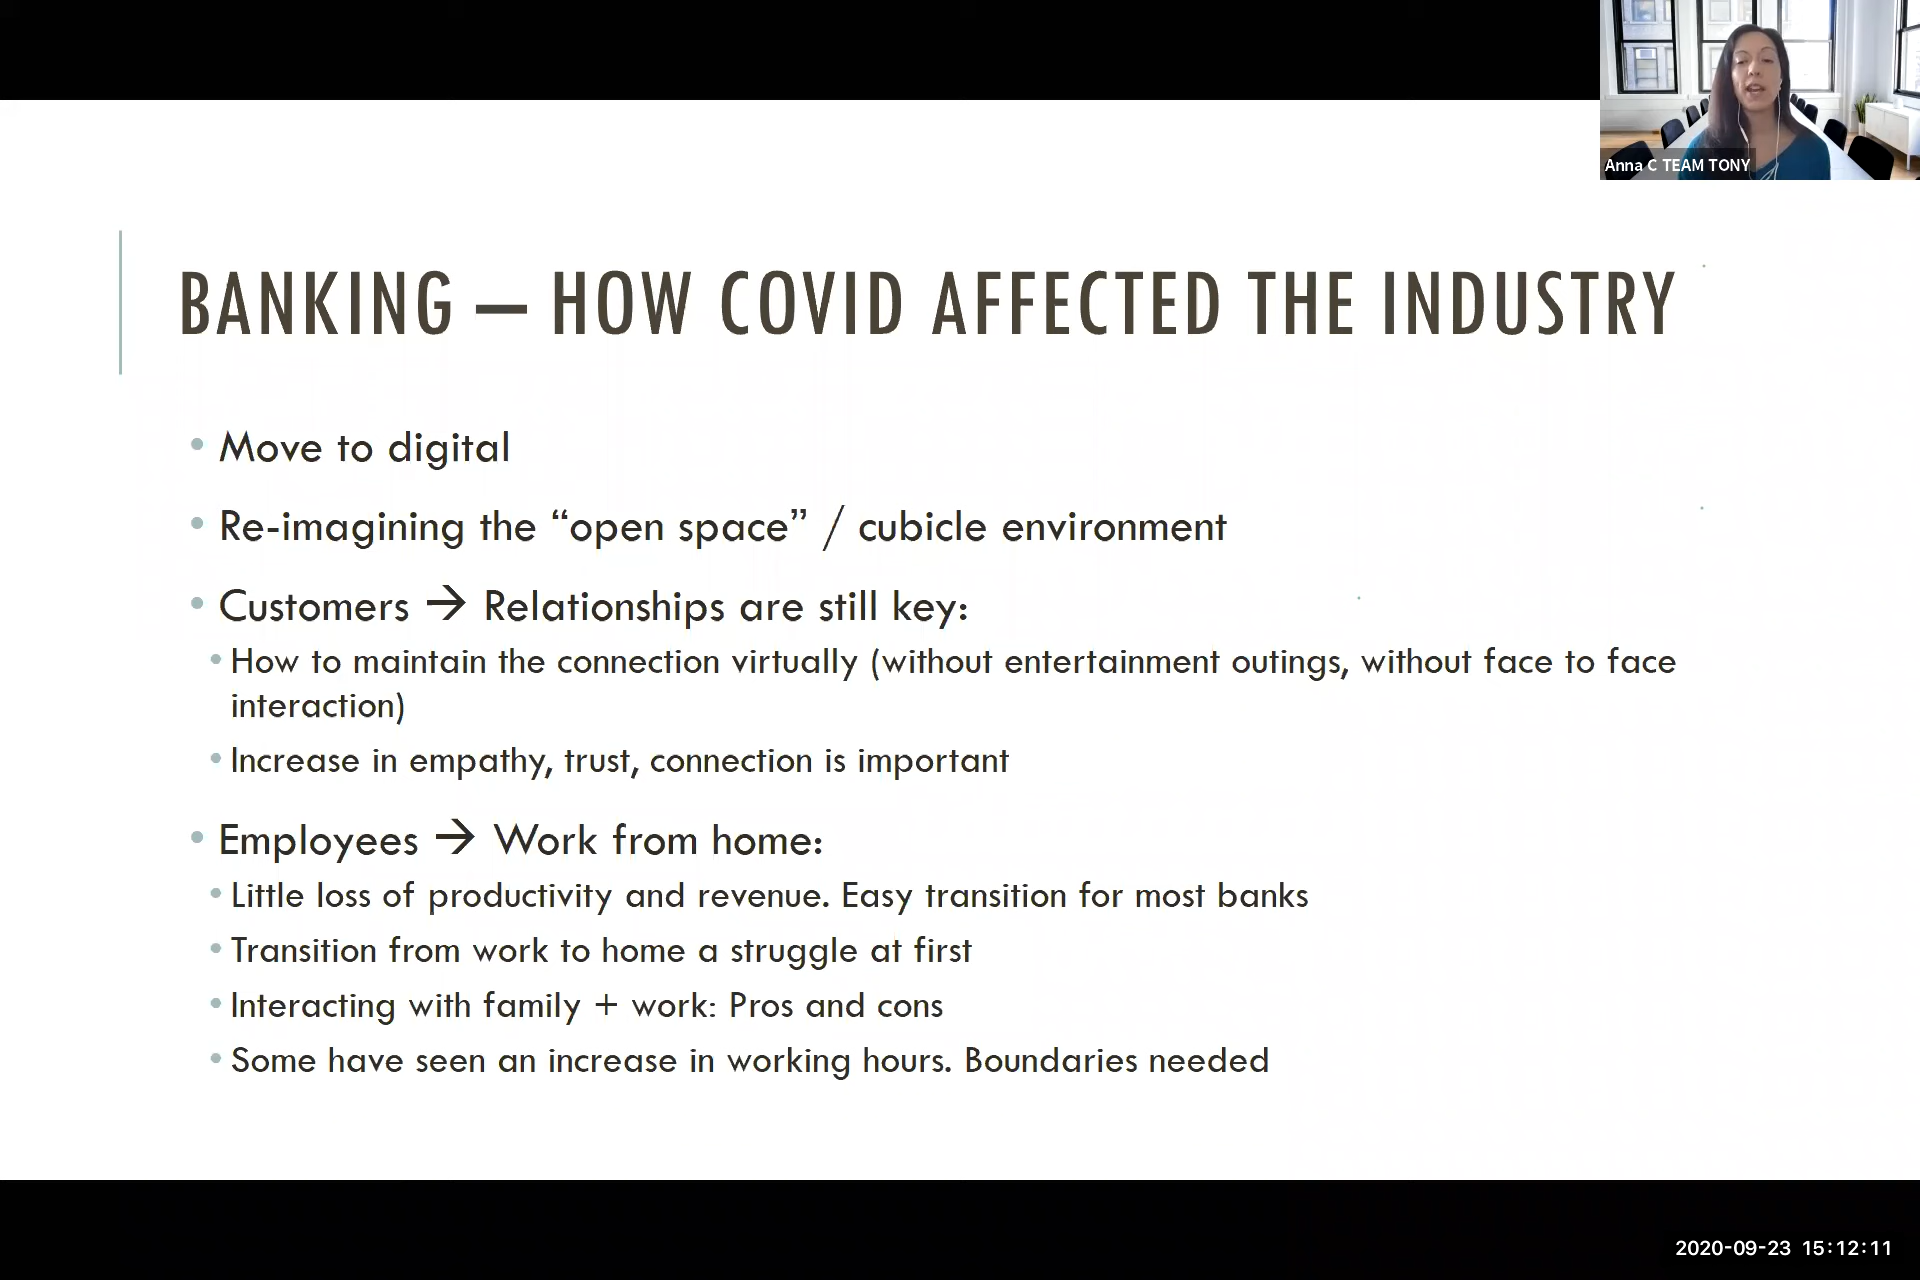 Anna C TEAM TONY
BANKING – HOW COVID AFFECTED THE INDUSTRY
• Move to digital
• Re-imagining the “open space” / cubicle environment
• Customers → Relationships are still key:
• How to maintain the connection virtually (without entertainment outings, without face to face
interaction)
• Increase in empathy, trust, connection is important
• Employees → Work from home:
• Little loss of productivity and revenue. Easy transition for most banks
• Transition from work to home a struggle at first
• Interacting with family + work: Pros and cons
• Some have seen an increase in working hours. Boundaries needed
2020-09-23 15:12:11